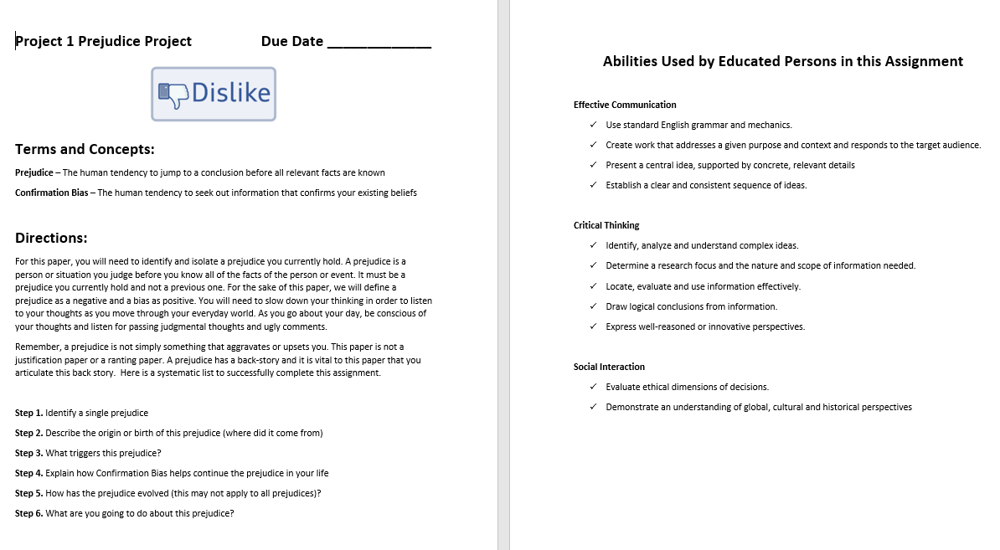 Project 1 Prejudice Project Due Date _____________
Dislike
Terms and Concepts:
Prejudice – The human tendency to jump to a conclusion before all relevant facts are known
Confirmation Bias – The human tendency to seek out information that confirms your existing beliefs
Directions:
For this paper, you will need to identify and isolate a prejudice you currently hold. A prejudice is a
person or situation you judge before you know all of the facts of the person or event. It must be a
prejudice you currently hold and not a previous one. For the sake of this paper, we will define a
prejudice as a negative and a bias as positive. You will need to slow down your thinking in order to listen
to your thoughts as you move through your everyday world. As you go about your day, be conscious of
your thoughts and listen for passing judgmental thoughts and ugly comments.
Remember, a prejudice is not simply something that aggravates or upsets you. This paper is not a
justification paper or a ranting paper. A prejudice has a back-story and it is vital to this paper that you
articulate this back story. Here is a systematic list to successfully complete this assignment.
Step 1. Identify a single prejudice
Step 2. Describe the origin or birth of this prejudice (where did it come from)
Step 3. What triggers this prejudice?
Step 4. Explain how Confirmation Bias helps continue the prejudice in your life
Step 5. How has the prejudice evolved (this may not apply to all prejudices)?
Step 6. What are you going to do about this prejudice?
Abilities Used by Educated Persons in this Assignment
Effective Communication
✓ Use standard English grammar and mechanics.
✓ Create work that addresses a given purpose and context and responds to the target audience.
✓ Present a central idea, supported by concrete, relevant details
✓ Establish a clear and consistent sequence of ideas.
Critical Thinking
✓ Identify, analyze and understand complex ideas.
✓ Determine a research focus and the nature and scope of information needed.
✓ Locate, evaluate and use information effectively.
✓ Draw logical conclusions from information.
✓ Express well-reasoned or innovative perspectives.
Social Interaction
✓ Evaluate ethical dimensions of decisions.
✓ Demonstrate an understanding of global, cultural and historical perspectives